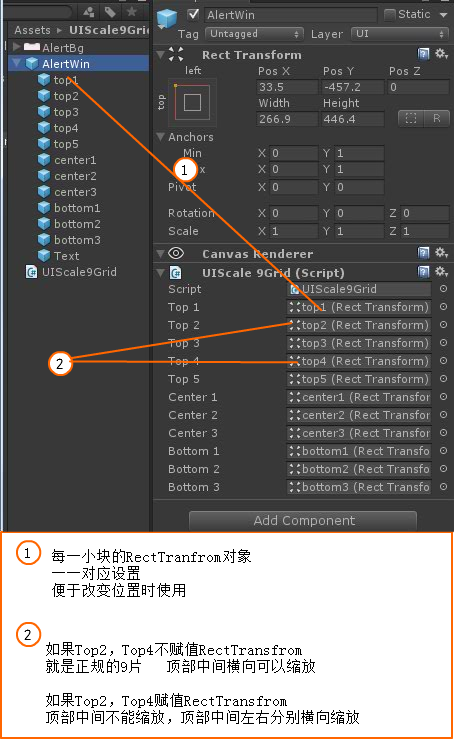 AlertWin
Static
Tag Untagged Layer UI
Assets ▸ UIScale9Grid
AlertBg
AlertWin
top1
top2
top3
top4
top5
center1
center2
center3
bottom1
bottom2
bottom3
Text
UIScale9Grid
Rect Transform
left
top
Pos X Pos Y Pos Z
33.5 -457.2 0
Width Height
266.9 446.4
R
Anchors
Min X 0 Y 1
x X 0 Y 1
Pivot X 0 Y 0
Rotation X 0 Y 0 Z 0
Scale X 1 Y 1 Z 1
Canvas Renderer
UIScale 9Grid (Script)
Script UIScale9Grid
Top 1 top1 (Rect Transform)
Top 2 top2 (Rect Transform)
Top 3 top3 (Rect Transform)
Top 4 top4 (Rect Transform)
Top 5 top5 (Rect Transform)
Center 1 center1 (Rect Transfor
Center 2 center2 (Rect Transfor
Center 3 center3 (Rect Transfor
Bottom 1 bottom1 (Rect Transfo
Bottom 2 bottom2 (Rect Transfo
Bottom 3 bottom3 (Rect Transfo
Add Component
1
2
1
每一小块的RectTranfrom对象
一一对应设置
便于改变位置时使用
2
如果Top2，Top4不赋值RectTransfrom
就是正规的9片 顶部中间横向可以缩放
如果Top2，Top4赋值RectTransfrom
顶部中间不能缩放，顶部中间左右分别横向缩放